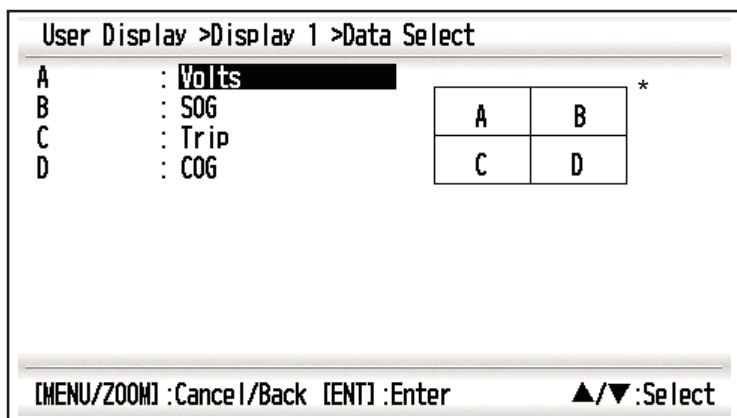 User Display >Display 1 >Data Select
A : Volts
B : SOG
C : Trip
D : COG
*
A B
C D
[MENU/ZOOM]:Cancel/Back [ENT]:Enter ▲/▼:Select